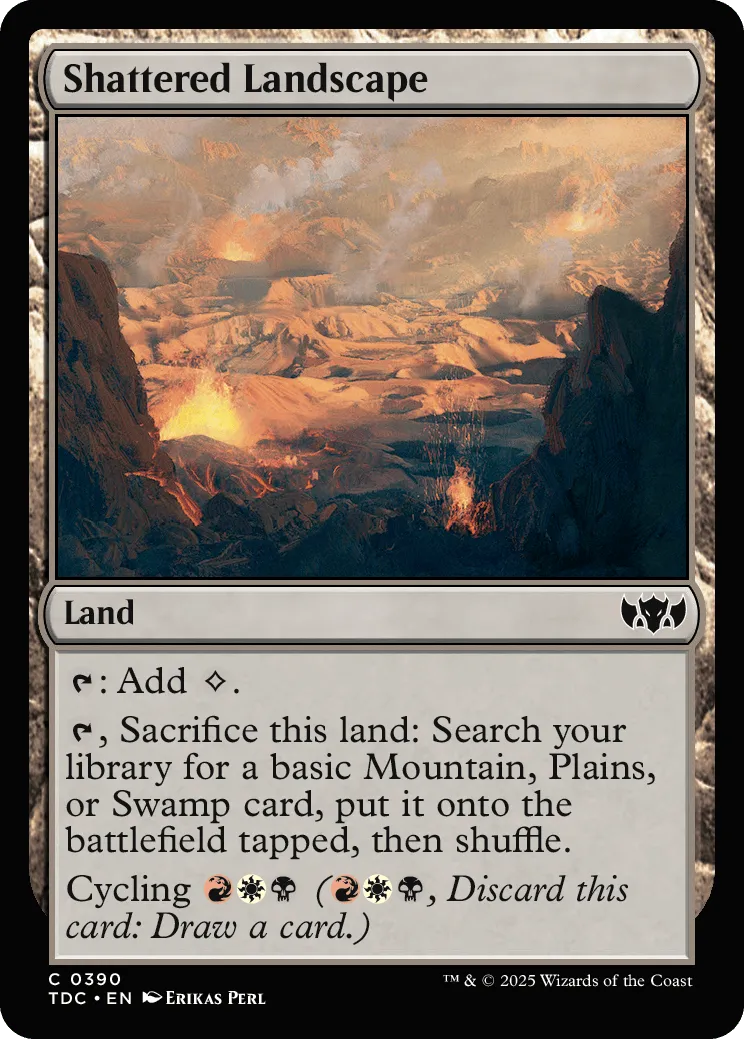 Shattered Landscape
Land
: Add .
, Sacrifice this land: Search your
library for a basic Mountain, Plains,
or Swamp card, put it onto the
battlefield tapped, then shuffle.
Cycling (, Discard this
card: Draw a card.)
C 0390
TDC • EN Erikas Perl
™ & © 2025 Wizards of the Coast